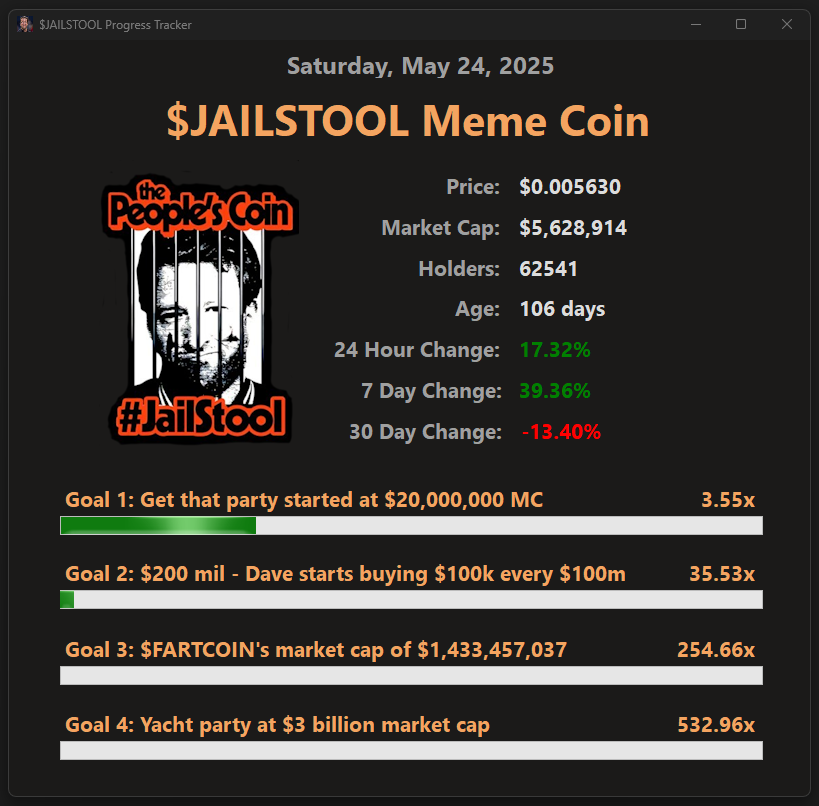 $JAILSTOOL Progress Tracker
Saturday, May 24, 2025
$JAILSTOOL Meme Coin
the
People's Coin
#JailStool
Price: $0.005630
Market Cap: $5,628,914
Holders: 62541
Age: 106 days
24 Hour Change: 17.32%
7 Day Change: 39.36%
30 Day Change: -13.40%
Goal 1: Get that party started at $20,000,000 MC 3.55x
Goal 2: $200 mil - Dave starts buying $100k every $100m 35.53x
Goal 3: $FARTCOIN's market cap of $1,433,457,037 254.66x
Goal 4: Yacht party at $3 billion market cap 532.96x